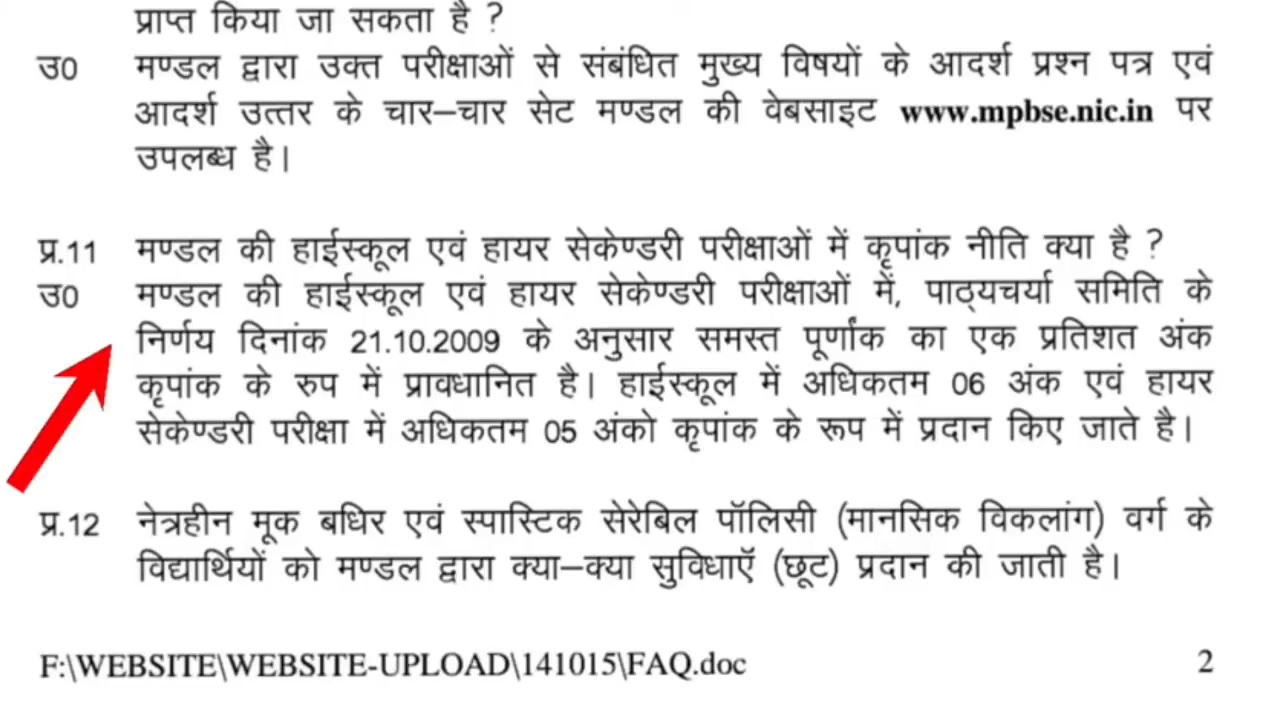 प्राप्त किया जा सकता है ?
उ0 मण्डल द्वारा उक्त परीक्षाओं से संबंधित मुख्य विषयों के आदर्श प्रश्न पत्र एवं
आदर्श उत्तर के चार–चार सेट मण्डल की वेबसाइट www.mpbse.nic.in पर
उपलब्ध है।
प्र.11 मण्डल की हाईस्कूल एवं हायर सेकेण्डरी परीक्षाओं में कृपांक नीति क्या है ?
उ0 मण्डल की हाईस्कूल एवं हायर सेकेण्डरी परीक्षाओं में, पाठ्यचर्या समिति के
निर्णय दिनांक 21.10.2009 के अनुसार समस्त पूर्णांक का एक प्रतिशत अंक
कृपांक के रुप में प्रावधानित है। हाईस्कूल में अधिकतम 06 अंक एवं हायर
सेकेण्डरी परीक्षा में अधिकतम 05 अंको कृपांक के रूप में प्रदान किए जाते है।
प्र.12 नेत्रहीन मूक बधिर एवं स्पास्टिक सेरेबिल पॉलिसी (मानसिक विकलांग) वर्ग के
विद्यार्थियों को मण्डल द्वारा क्या–क्या सुविधाऍ (छूट) प्रदान की जाती है।
F:\WEBSITE\WEBSITE-UPLOAD\141015\FAQ.doc 2